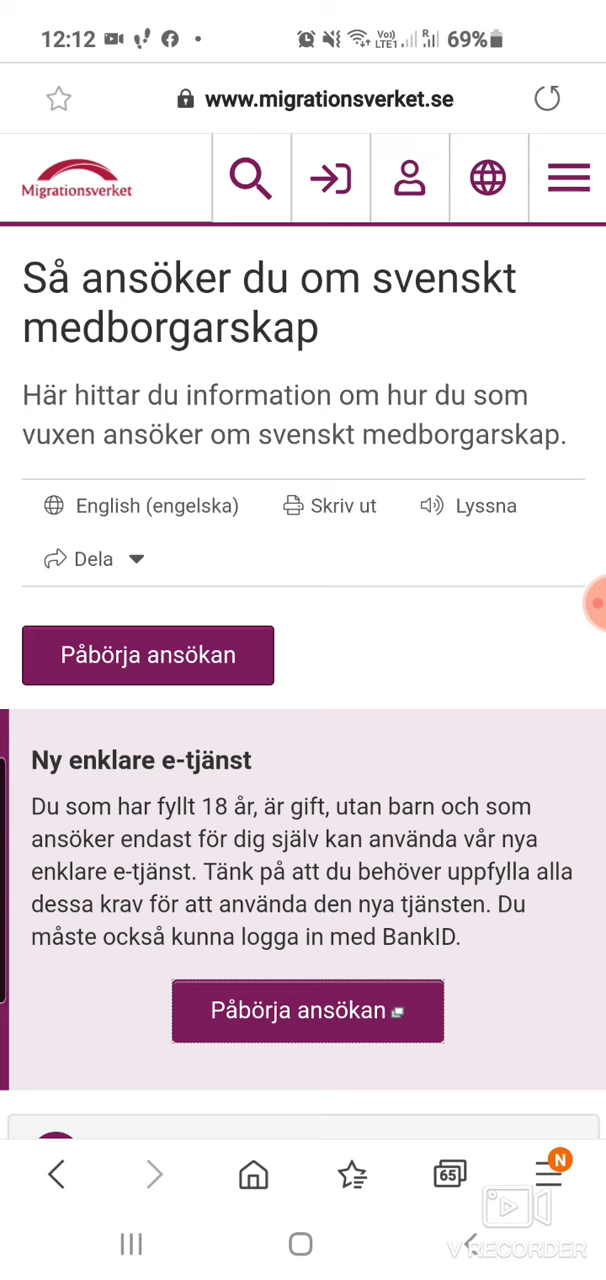 12:12
Vo)) R 69%
LTE1
www.migrationsverket.se
Migrationsverket
Så ansöker du om svenskt
medborgarskap
Här hittar du information om hur du som
vuxen ansöker om svenskt medborgarskap.
English (engelska) Skriv ut Lyssna
Dela
Påbörja ansökan
Ny enklare e-tjänst
Du som har fyllt 18 år, är gift, utan barn och som
ansöker endast för dig själv kan använda vår nya
enklare e-tjänst. Tänk på att du behöver uppfylla alla
dessa krav för att använda den nya tjänsten. Du
måste också kunna logga in med BankID.
Påbörja ansökan
65 N
V RECORDER